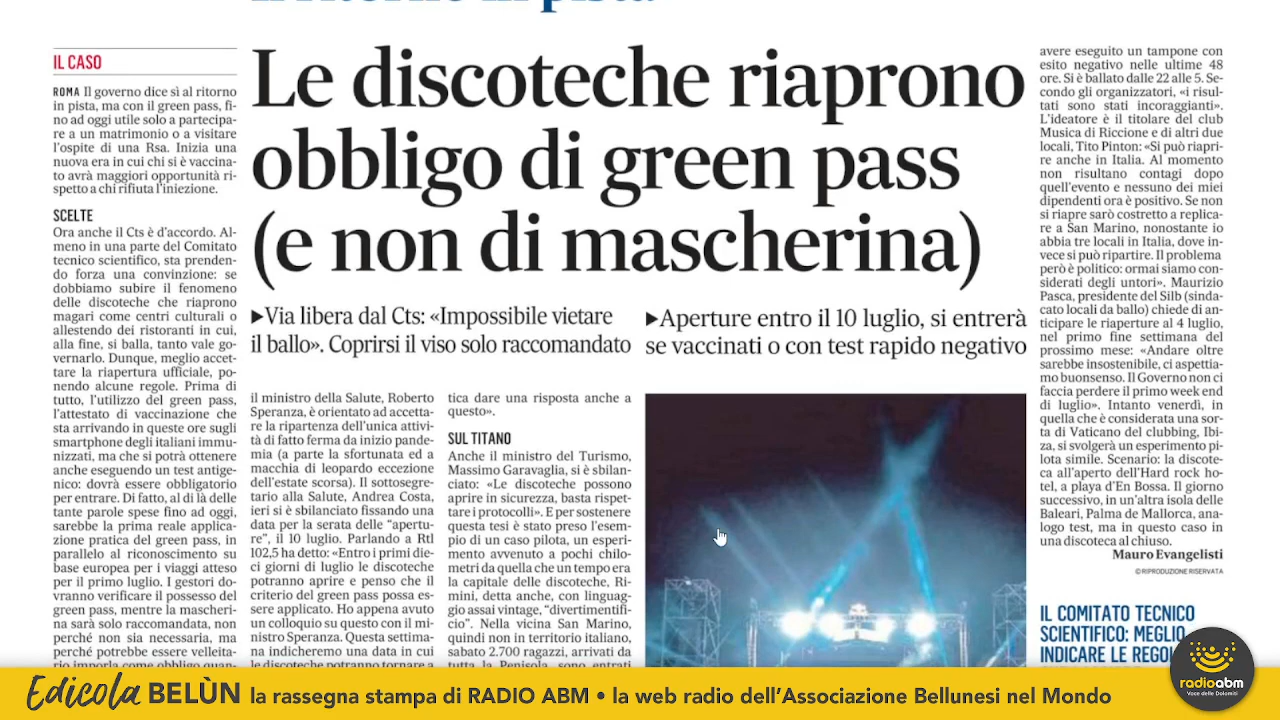 il ritorno in pista
IL CASO
ROMA Il governo dice sì al ritorno
in pista, ma con il green pass, fi-
no ad oggi utile solo a partecipa-
re a un matrimonio o a visitare
l'ospite di una Rsa. Inizia una
nuova era in cui chi si è vaccina-
to avrà maggiori opportunità ri-
spetto a chi rifiuta l'iniezione.
SCELTE
Ora anche il Cts è d'accordo. Al-
meno in una parte del Comitato
tecnico scientifico, sta prenden-
do forza una convinzione: se
dobbiamo subire il fenomeno
delle discoteche che riaprono
magari come centri culturali o
allestendo dei ristoranti in cui,
alla fine, si balla, tanto vale go-
vernarlo. Dunque, meglio accet-
tare la riapertura ufficiale, po-
nendo alcune regole. Prima di
tutto, l'utilizzo del green pass,
l'attestato di vaccinazione che
sta arrivando in queste ore sugli
smartphone degli italiani immu-
nizzati, ma che si potrà ottenere
anche eseguendo un test antige-
nico: dovrà essere obbligatorio
per entrare. Di fatto, al di là delle
tante parole spese fino ad oggi,
sarebbe la prima reale applica-
zione pratica del green pass, in
parallelo al riconoscimento su
base europea per i viaggi atteso
per il primo luglio. I gestori do-
vranno verificare il possesso del
green pass, mentre la mascheri-
na sarà solo raccomandata, non
perché non sia necessaria, ma
perché potrebbe essere velleita-
rio imporla come obbligo quan-
Le discoteche riaprono
obbligo di green pass
(e non di mascherina)
▶Via libera dal Cts: «Impossibile vietare
il ballo». Coprirsi il viso solo raccomandato
▶Aperture entro il 10 luglio, si entrerà
se vaccinati o con test rapido negativo
il ministro della Salute, Roberto
Speranza, è orientato ad accetta-
re la ripartenza dell'unica attivi-
tà di fatto ferma da inizio pande-
mia (a parte la sfortunata ed a
macchia di leopardo eccezione
dell'estate scorsa). Il sottosegre-
tario alla Salute, Andrea Costa,
ieri si è sbilanciato fissando una
data per la serata delle “apertu-
re”, il 10 luglio. Parlando a Rtl
102,5 ha detto: «Entro i primi die-
ci giorni di luglio le discoteche
potranno aprire e penso che il
criterio del green pass possa es-
sere applicato. Ho appena avuto
un colloquio su questo con il mi-
nistro Speranza. Questa settima-
na indicheremo una data in cui
le discoteche potranno tornare a
tica dare una risposta anche a
questo».
SUL TITANO
Anche il ministro del Turismo,
Massimo Garavaglia, si è sbilan-
ciato: «Le discoteche possono
aprire in sicurezza, basta rispet-
tare i protocolli». E per sostenere
questa tesi è stato preso l'esem-
pio di un caso pilota, un esperi-
mento avvenuto a pochi chilo-
metri da quella che un tempo era
la capitale delle discoteche, Ri-
mini, detta anche, con linguag-
gio assai vintage, “divertimentifi-
cio”. Nella vicina San Marino,
quindi non in territorio italiano,
sabato 2.700 ragazzi, arrivati da
tutta la Penisola, sono entrati
avere eseguito un tampone con
esito negativo nelle ultime 48
ore. Si è ballato dalle 22 alle 5. Se-
condo gli organizzatori, «i risul-
tati sono stati incoraggianti».
L'ideatore è il titolare del club
Musica di Riccione e di altri due
locali, Tito Pinton: «Si può riapri-
re anche in Italia. Al momento
non risultano contagi dopo
quell'evento e nessuno dei miei
dipendenti ora è positivo. Se non
si riapre sarò costretto a replica-
re a San Marino, nonostante io
abbia tre locali in Italia, dove in-
vece si può ripartire. Il problema
però è politico: ormai siamo con-
siderati degli untori». Maurizio
Pasca, presidente del Silb (sinda-
cato locali da ballo) chiede di an-
ticipare le riaperture al 4 luglio,
nel primo fine settimana del
prossimo mese: «Andare oltre
sarebbe insostenibile, ci aspettia-
mo buonsenso. Il Governo non ci
faccia perdere il primo week end
di luglio». Intanto venerdì, in
quella che è considerata una sor-
ta di Vaticano del clubbing, Ibi-
za, si svolgerà un esperimento pi-
lota simile. Scenario: la discote-
ca all'aperto dell'Hard rock ho-
tel, a playa d'En Bossa. Il giorno
successivo, in un'altra isola delle
Baleari, Palma de Mallorca, ana-
logo test, ma in questo caso in
una discoteca al chiuso.
Mauro Evangelisti
© RIPRODUZIONE RISERVATA
IL COMITATO TECNICO
SCIENTIFICO: MEGLIO
INDICARE LE REGOL
Edicola BELÙN la rassegna stampa di RADIO ABM • la web radio dell'Associazione Bellunesi nel Mondo
radioabm
Voce delle Dolomiti